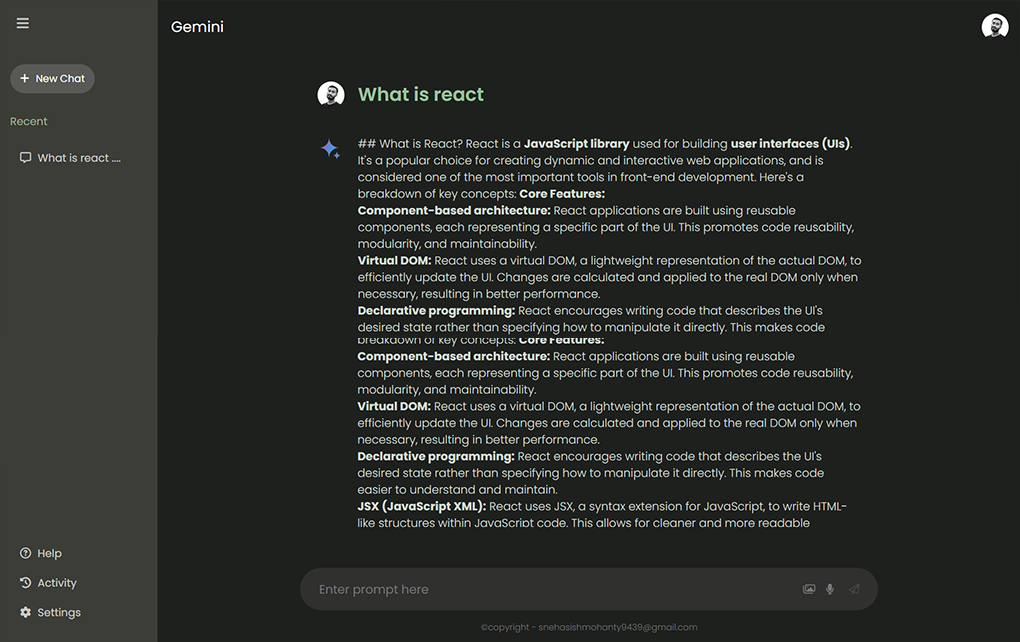 Gemini
New Chat
Recent
What is react ....
What is react
## What is React? React is a JavaScript library used for building user interfaces (UIs).
It's a popular choice for creating dynamic and interactive web applications, and is
considered one of the most important tools in front-end development. Here's a
breakdown of key concepts: Core Features:
Component-based architecture: React applications are built using reusable
components, each representing a specific part of the UI. This promotes code reusability,
modularity, and maintainability.
Virtual DOM: React uses a virtual DOM, a lightweight representation of the actual DOM, to
efficiently update the UI. Changes are calculated and applied to the real DOM only when
necessary, resulting in better performance.
Declarative programming: React encourages writing code that describes the UI's
desired state rather than specifying how to manipulate it directly. This makes code
breakdown of key concepts: Core Features:
Component-based architecture: React applications are built using reusable
components, each representing a specific part of the UI. This promotes code reusability,
modularity, and maintainability.
Virtual DOM: React uses a virtual DOM, a lightweight representation of the actual DOM, to
efficiently update the UI. Changes are calculated and applied to the real DOM only when
necessary, resulting in better performance.
Declarative programming: React encourages writing code that describes the UI's
desired state rather than specifying how to manipulate it directly. This makes code
easier to understand and maintain.
JSX (JavaScript XML): React uses JSX, a syntax extension for JavaScript, to write HTML-
like structures within JavaScript code. This allows for cleaner and more readable
Help
Activity
Settings
Enter prompt here
©copyright - snehasishmohanty9439@gmail.com